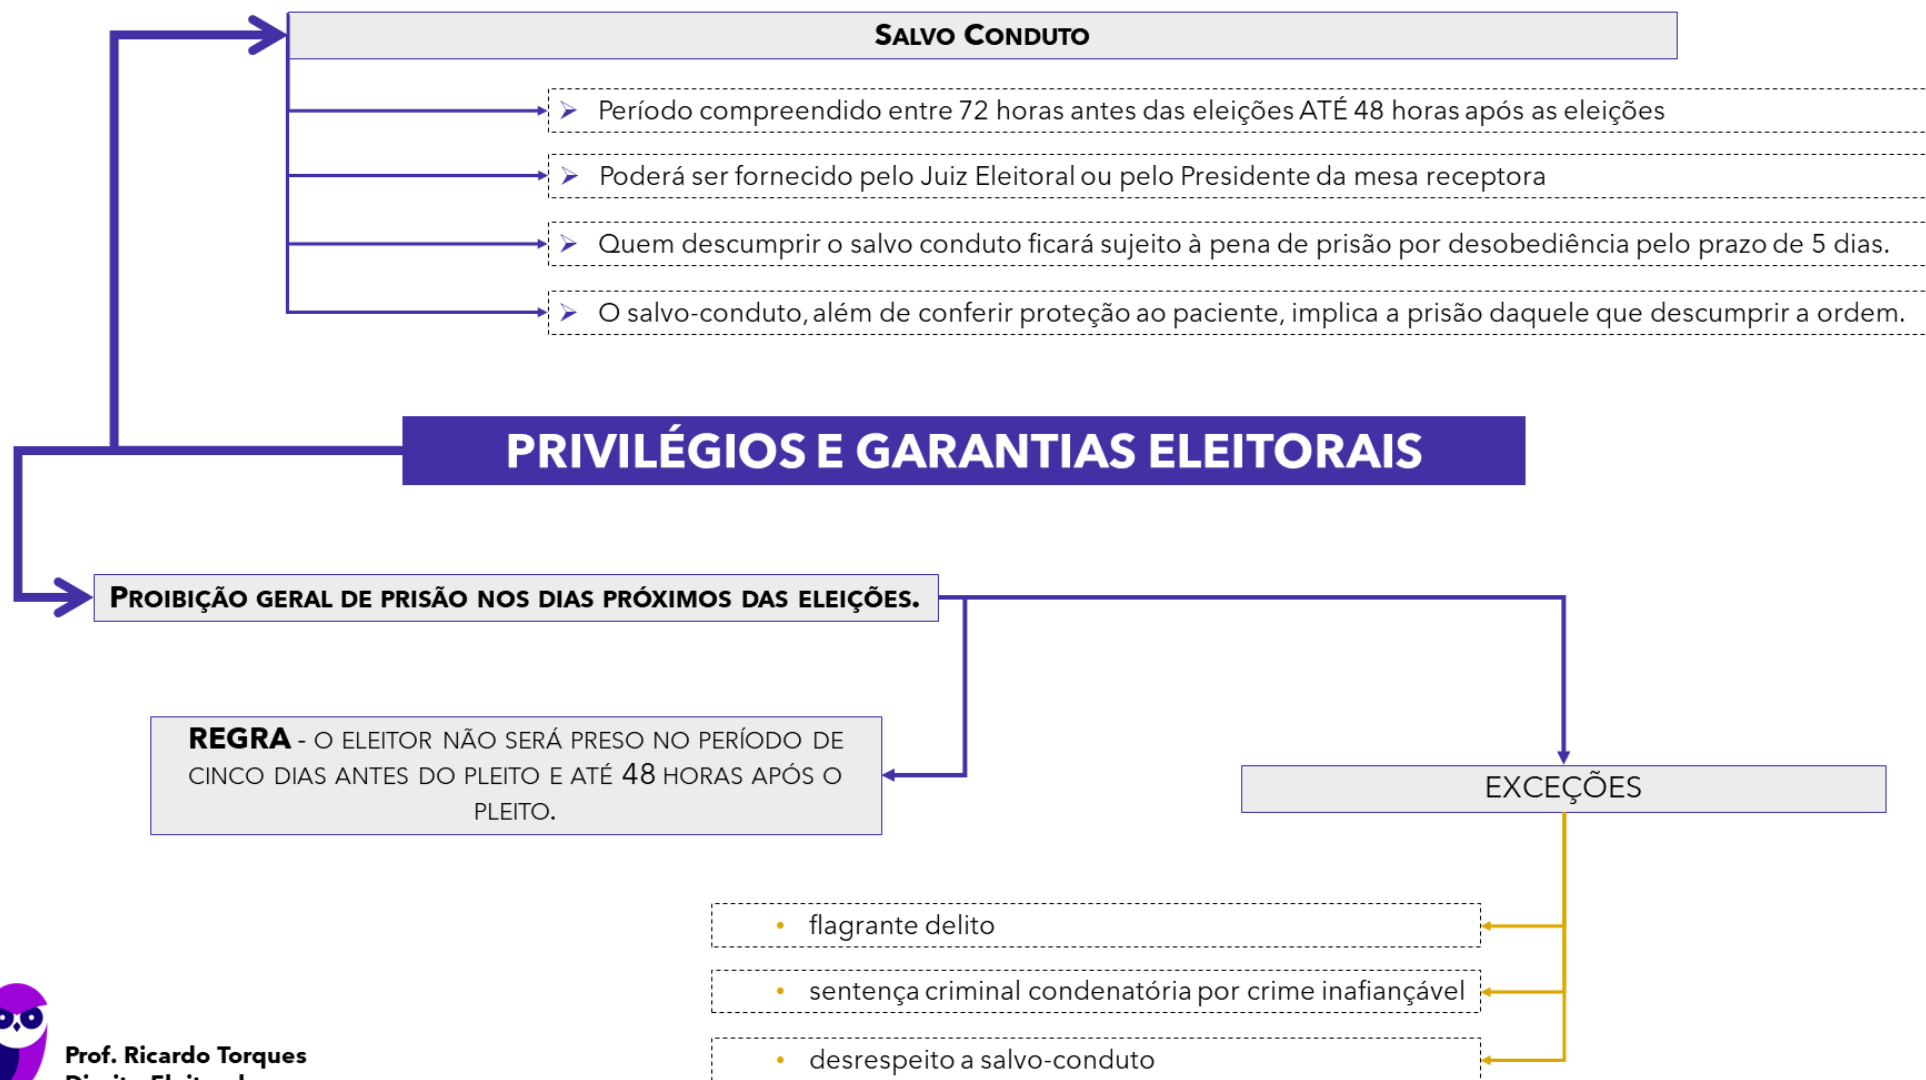 SALVO CONDUTO
➢ Período compreendido entre 72 horas antes das eleições ATÉ 48 horas após as eleições
➢ Poderá ser fornecido pelo Juiz Eleitoral ou pelo Presidente da mesa receptora
➢ Quem descumprir o salvo conduto ficará sujeito à pena de prisão por desobediência pelo prazo de 5 dias.
➢ O salvo-conduto, além de conferir proteção ao paciente, implica a prisão daquele que descumprir a ordem.
PRIVILÉGIOS E GARANTIAS ELEITORAIS
PROIBIÇÃO GERAL DE PRISÃO NOS DIAS PRÓXIMOS DAS ELEIÇÕES.
REGRA - O ELEITOR NÃO SERÁ PRESO NO PERÍODO DE
CINCO DIAS ANTES DO PLEITO E ATÉ 48 HORAS APÓS O
PLEITO.
EXCEÇÕES
• flagrante delito
• sentença criminal condenatória por crime inafiançável
• desrespeito a salvo-conduto
Prof. Ricardo Torques
Direito Eleitoral